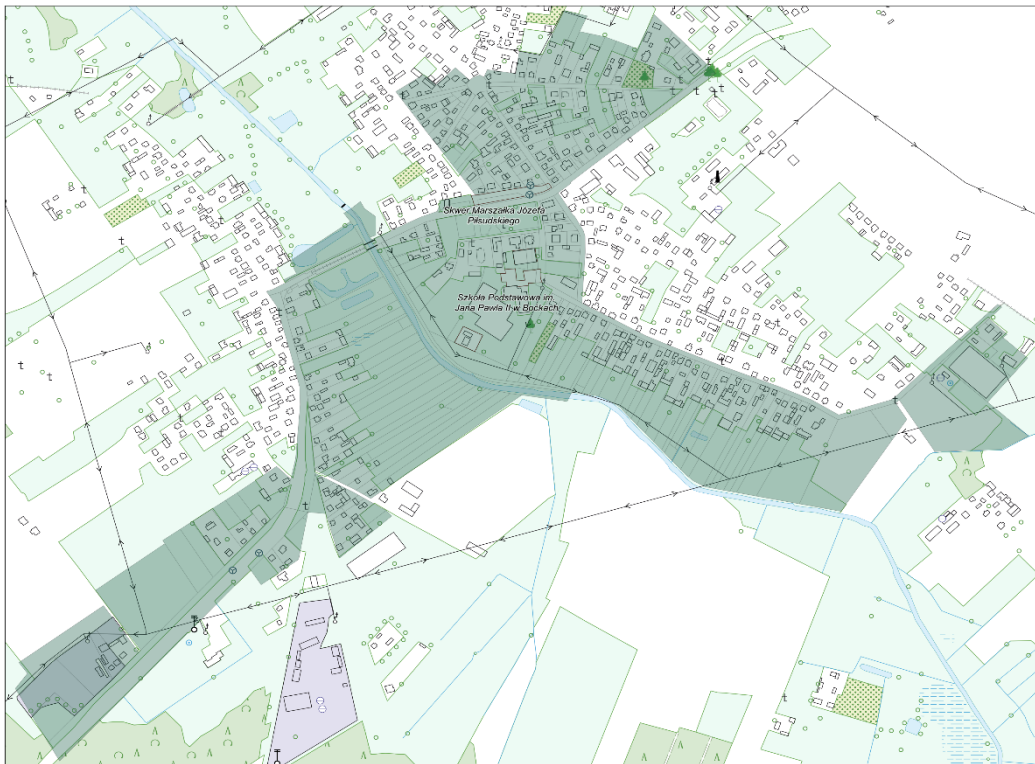 Skwer Marszałka Józefa
Piłsudskiego
Szkoła Podstawowa im.
Jana Pawła II w Boćkach